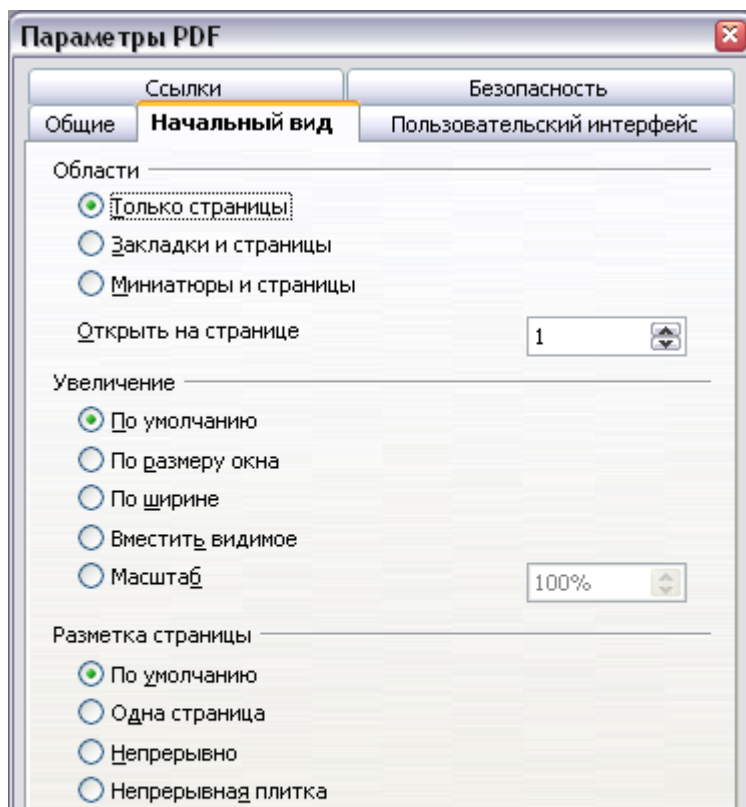 Параметры PDF
Ссылки Безопасность
Общие Начальный вид Пользовательский интерфейс
Области
Только страницы
Закладки и страницы
Миниатюры и страницы
Открыть на странице 1
Увеличение
По умолчанию
По размеру окна
По ширине
Вместить видимое
Масштаб 100%
Разметка страницы
По умолчанию
Одна страница
Непрерывно
Непрерывная плитка